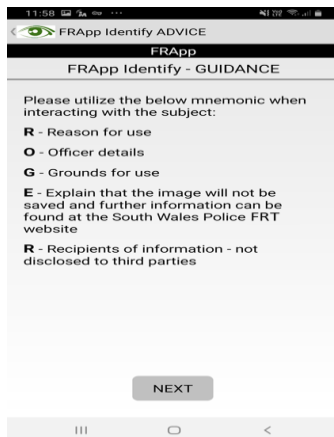 11:58
FRApp Identify ADVICE
FRApp
FRApp Identify - GUIDANCE
Please utilize the below mnemonic when
interacting with the subject:
R - Reason for use
O - Officer details
G - Grounds for use
E - Explain that the image will not be
saved and further information can be
found at the South Wales Police FRT
website
R - Recipients of information - not
disclosed to third parties
NEXT